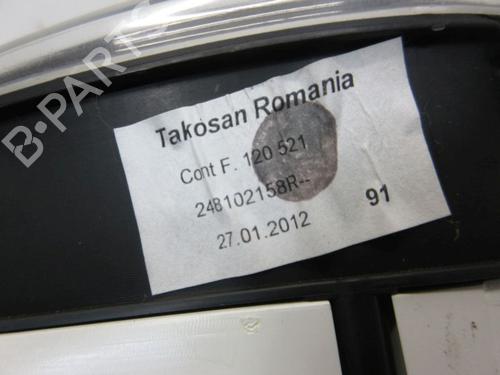 B-PARTS
Takosan Romania
Cont F. 120 521
248102158R--
91
27.01.2012